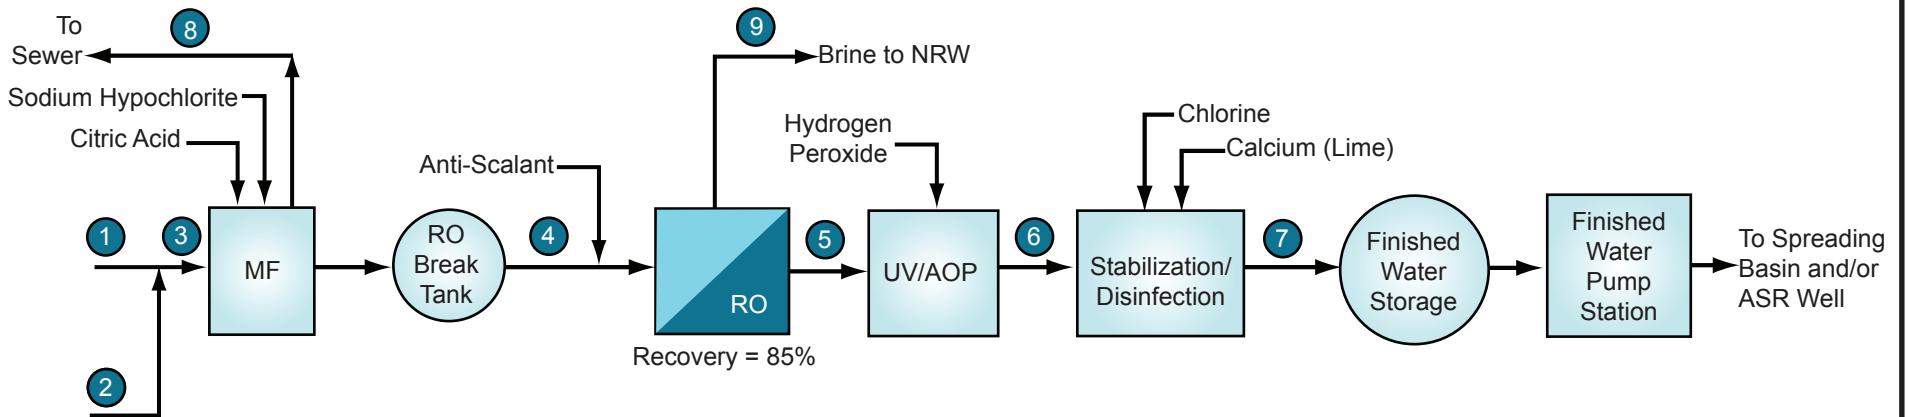 To
Sewer
8
9
Brine to NRW
Sodium Hypochlorite
Citric Acid
Anti-Scalant
Hydrogen
Peroxide
Chlorine
Calcium (Lime)
1
3
MF
RO
Break
Tank
4
RO
Recovery = 85%
5
UV/AOP
6
Stabilization/
Disinfection
7
Finished
Water
Storage
Finished
Water
Pump
Station
To Spreading
Basin and/or
ASR Well
2